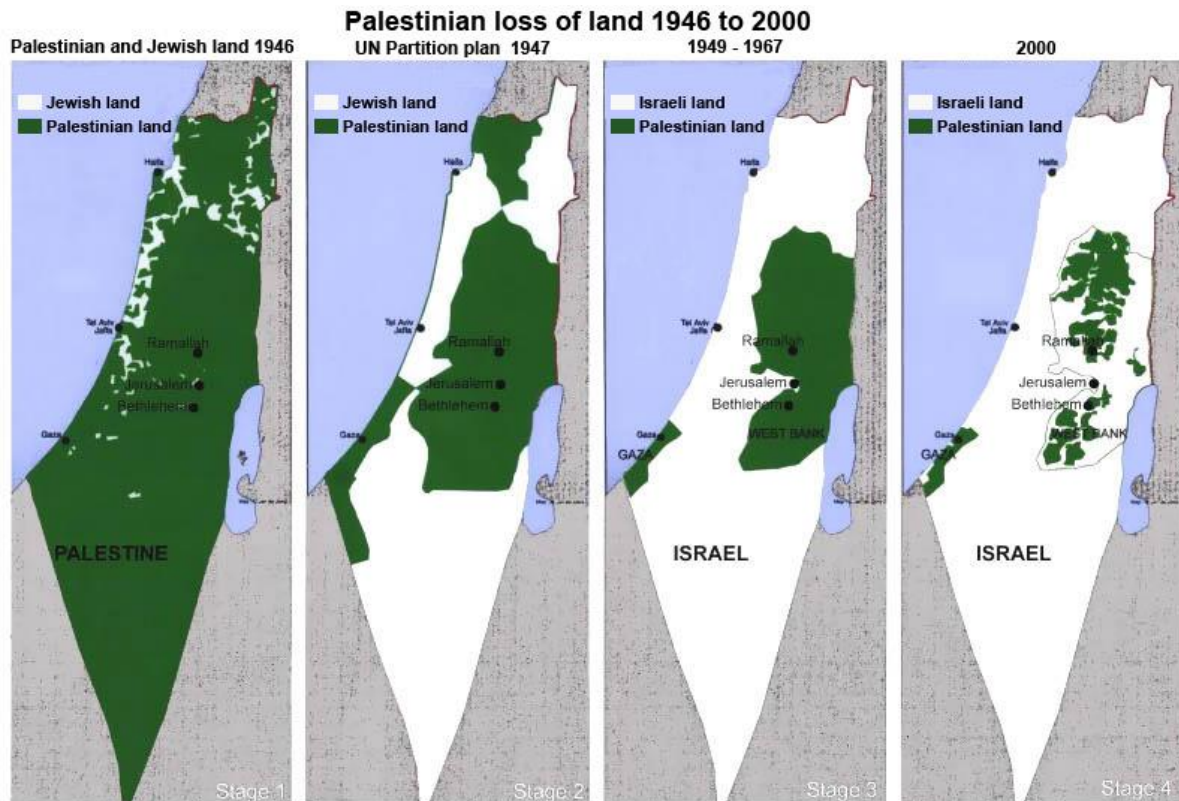 Palestinian loss of land 1946 to 2000
Palestinian and Jewish land 1946
Jewish land
Palestinian land
Haifa
Tel Aviv
Jaffa
Ramallah
Jerusalem
Bethlehem
Gaza
PALESTINE
Stage 1
UN Partition plan 1947
Jewish land
Palestinian land
Haifa
Tel Aviv
Jaffa
Ramallah
Jerusalem
Bethlehem
Gaza
Stage 2
1949 - 1967
Israeli land
Palestinian land
Haifa
Tel Aviv
Jaffa
Ramallah
Jerusalem
Bethlehem
Gaza
GAZA
WEST BANK
ISRAEL
Stage 3
2000
Israeli land
Palestinian land
Haifa
Tel Aviv
Jaffa
Ramallah
Jerusalem
Bethlehem
Gaza
GAZA
WEST BANK
ISRAEL
Stage 4